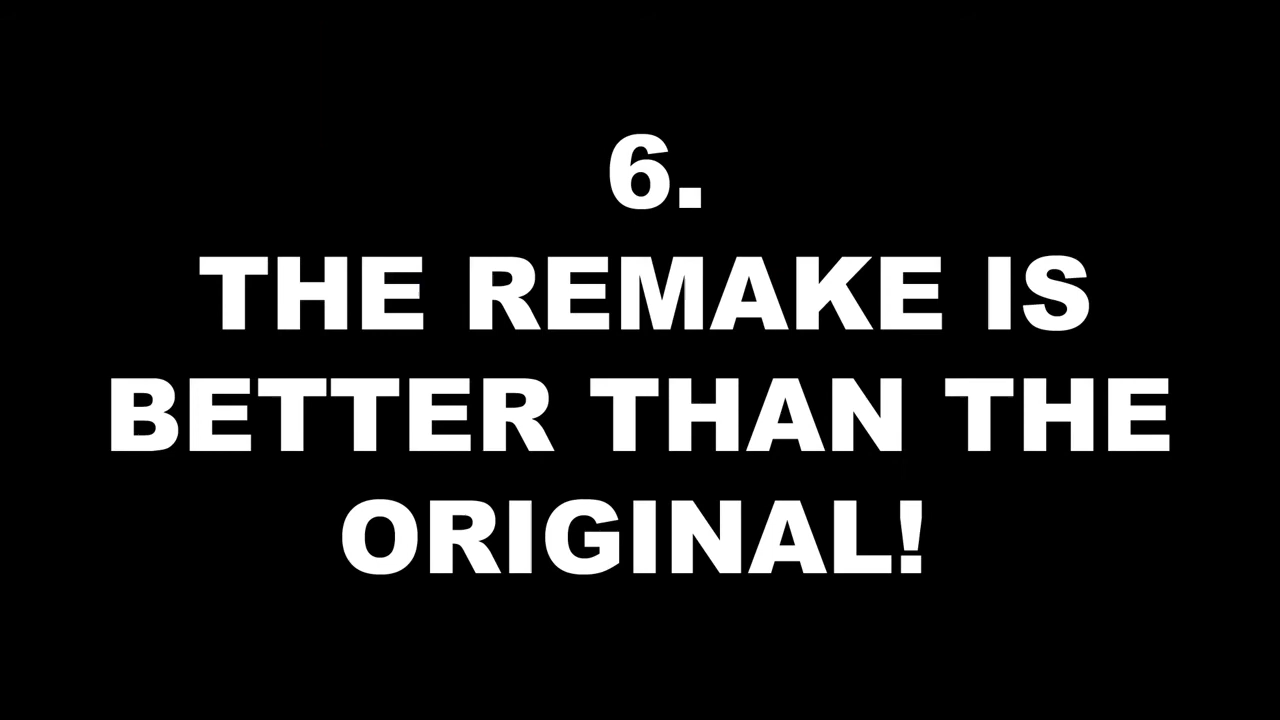 6.
THE REMAKE IS
BETTER THAN THE
ORIGINAL!